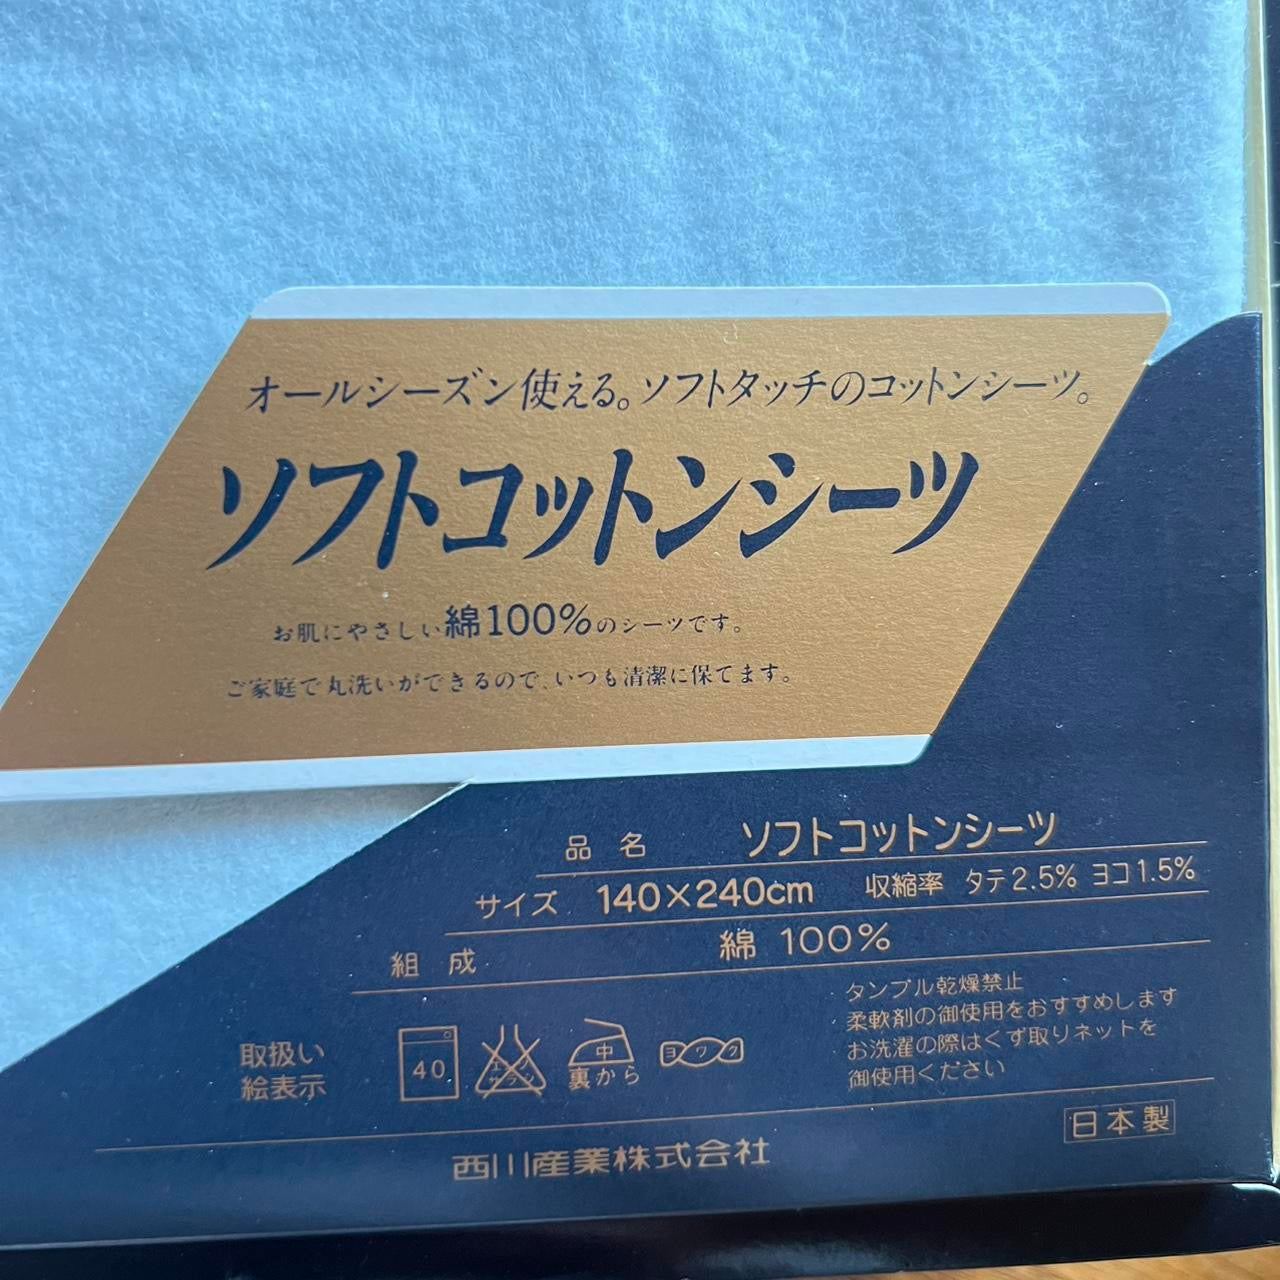 オールシーズン使える。ソフトタッチのコットンシーツ。
ソフトコットンシーツ
お肌にやさしい綿100%のシーツです。
ご家庭で丸洗いができるので、いつも清潔に保てます。
品名 ソフトコットンシーツ
サイズ 140×240cm 収縮率 タテ2.5% ヨコ1.5%
組成 綿 100%
取扱い
絵表示
40
エンソ
サラシ
中
裏から
ヨワク
タンブル乾燥禁止
柔軟剤の御使用をおすすめします
お洗濯の際はくず取りネットを
御使用ください
日本製
西川産業株式会社